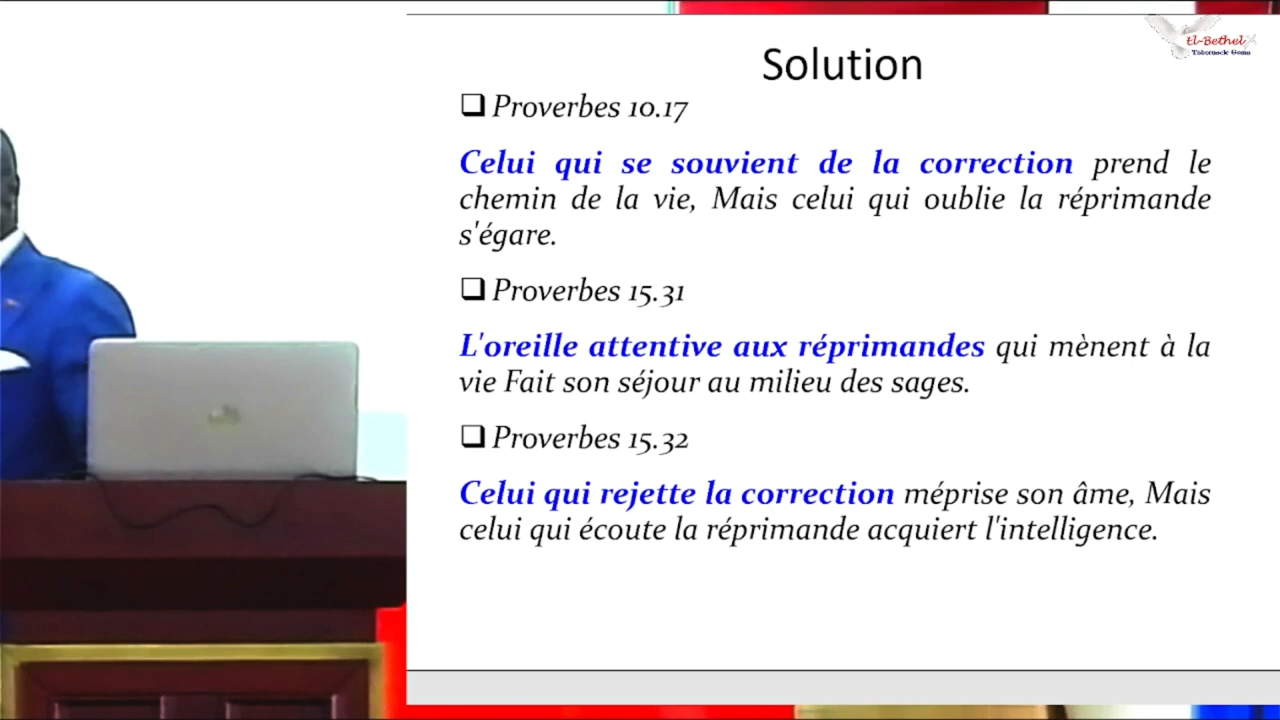 El-Bethel
Tabernacle Goma
Solution
❑ Proverbes 10.17
Celui qui se souvient de la correction prend le
chemin de la vie, Mais celui qui oublie la réprimande
s'égare.
❑ Proverbes 15.31
L'oreille attentive aux réprimandes qui mènent à la
vie Fait son séjour au milieu des sages.
❑ Proverbes 15.32
Celui qui rejette la correction méprise son âme, Mais
celui qui écoute la réprimande acquiert l'intelligence.